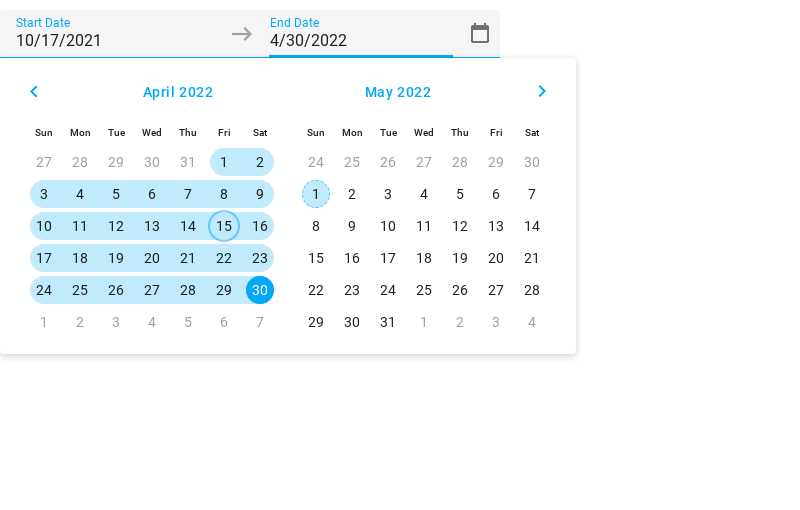 Start Date
10/17/2021
End Date
4/30/2022
April 2022
Sun Mon Tue Wed Thu Fri Sat
27 28 29 30 31 1 2
3 4 5 6 7 8 9
10 11 12 13 14 15 16
17 18 19 20 21 22 23
24 25 26 27 28 29 30
1 2 3 4 5 6 7
May 2022
Sun Mon Tue Wed Thu Fri Sat
24 25 26 27 28 29 30
1 2 3 4 5 6 7
8 9 10 11 12 13 14
15 16 17 18 19 20 21
22 23 24 25 26 27 28
29 30 31 1 2 3 4